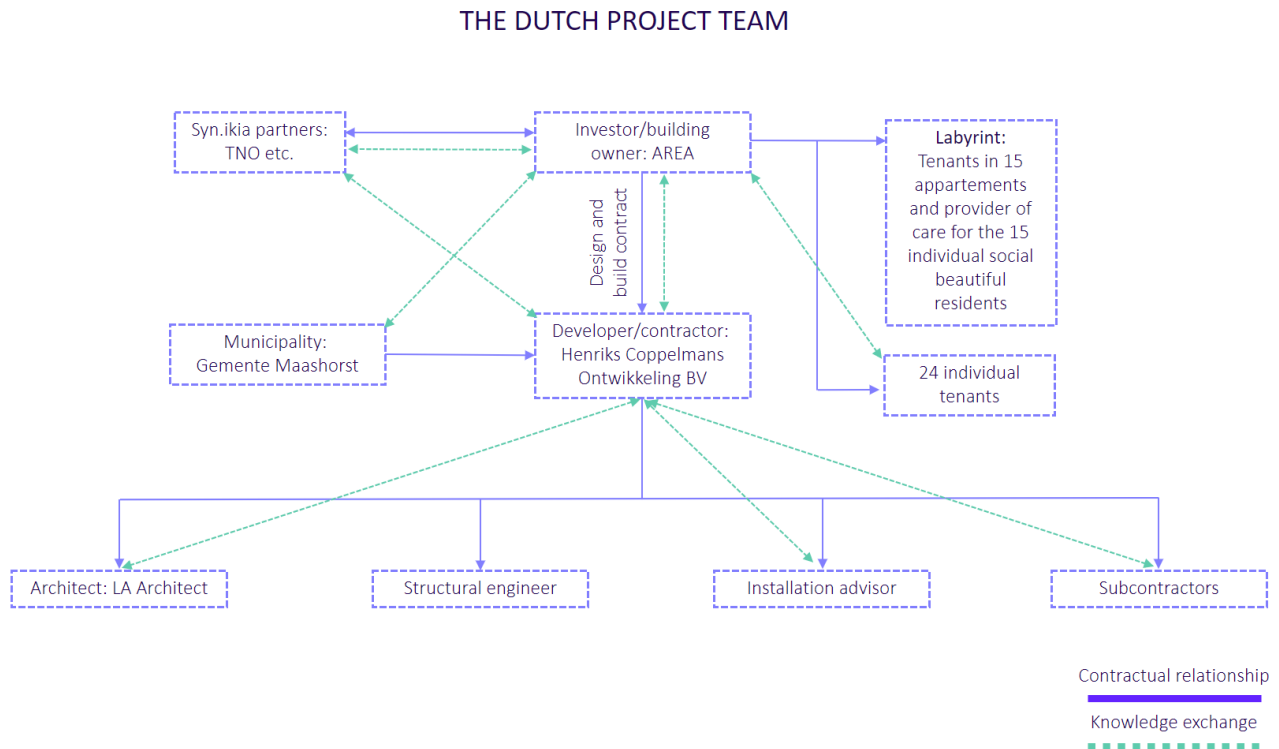 THE DUTCH PROJECT TEAM
Syn.ikia partners:
TNO etc.
Investor/building
owner: AREA
Labyrint:
Tenants in 15
appartements
and provider of
care for the 15
individual social
beautiful
residents
Design and
build contract
Municipality:
Gemente Maashorst
Developer/contractor:
Henriks Coppelmans
Ontwikkeling BV
24 individual
tenants
Architect: LA Architect
Structural engineer
Installation advisor
Subcontractors
Contractual relationship
Knowledge exchange